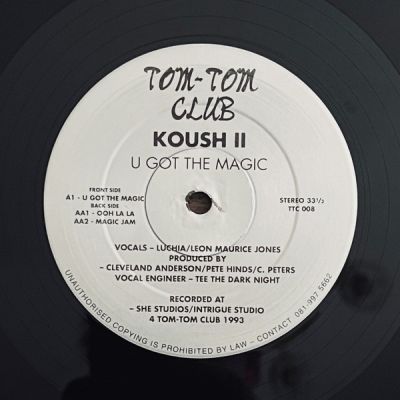 TOM-TOM
CLUB
KOUSH II
U GOT THE MAGIC
FRONT SIDE
A1 - U GOT THE MAGIC
BACK SIDE
AA1 - OOH LA LA
AA2 - MAGIC JAM
STEREO 33⅓
TTC 008
VOCALS – LUCHIA/LEON MAURICE JONES
PRODUCED BY
- CLEVELAND ANDERSON/PETE HINDS/C. PETERS
VOCAL ENGINEER – TEE THE DARK NIGHT
RECORDED AT
- SHE STUDIOS/INTRIGUE STUDIO
4 TOM-TOM CLUB 1993
UNAUTHORISED COPYING IS PROHIBITED BY LAW – CONTACT 081-997 5662